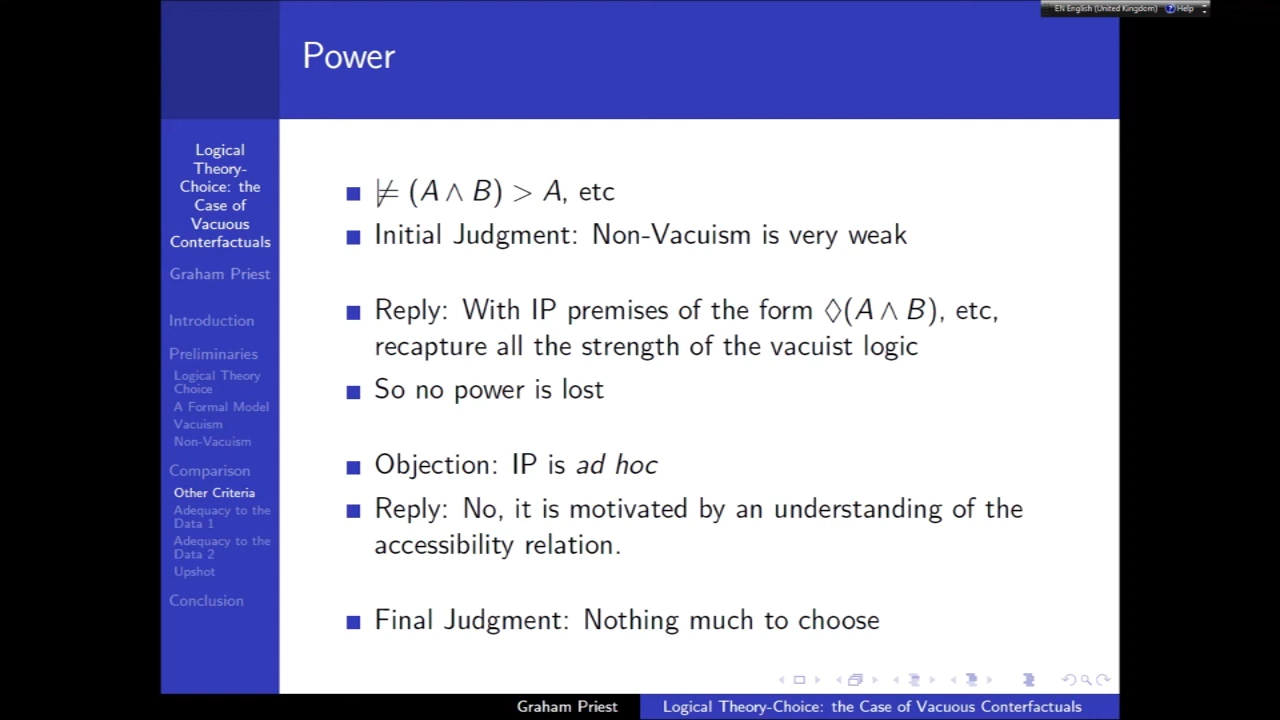 EN English (United Kingdom) Help
Power
Logical
Theory-
Choice: the
Case of
Vacuous
Conterfactuals
Graham Priest
Introduction
Preliminaries
Logical Theory
Choice
A Formal Model
Vacuism
Non-Vacuism
Comparison
Other Criteria
Adequacy to the
Data 1
Adequacy to the
Data 2
Upshot
Conclusion
⊭ (A ∧ B) > A, etc
Initial Judgment: Non-Vacuism is very weak
Reply: With IP premises of the form ◊(A ∧ B), etc,
recapture all the strength of the vacuist logic
So no power is lost
Objection: IP is ad hoc
Reply: No, it is motivated by an understanding of the
accessibility relation.
Final Judgment: Nothing much to choose
Graham Priest
Logical Theory-Choice: the Case of Vacuous Conterfactuals